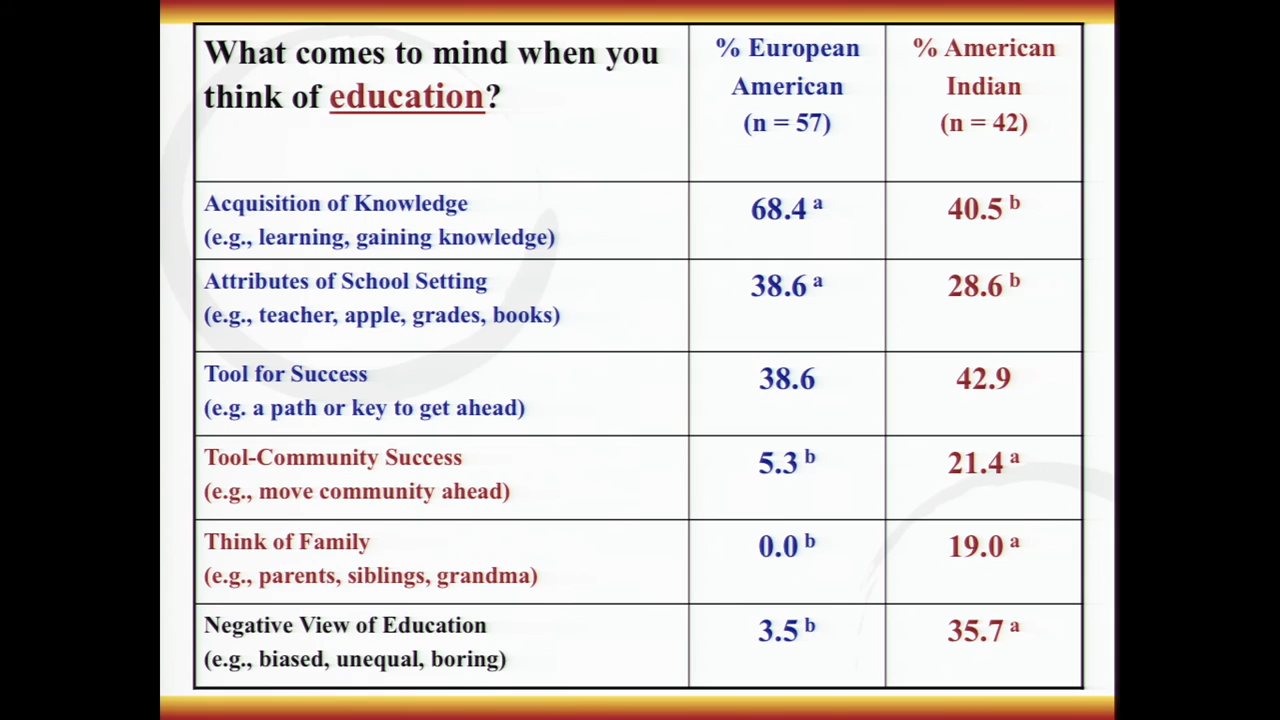 What comes to mind when you
think of education?
% European
American
(n = 57)
% American
Indian
(n = 42)
Acquisition of Knowledge
(e.g., learning, gaining knowledge)
68.4 a
40.5 b
Attributes of School Setting
(e.g., teacher, apple, grades, books)
38.6 a
28.6 b
Tool for Success
(e.g. a path or key to get ahead)
38.6
42.9
Tool-Community Success
(e.g., move community ahead)
5.3 b
21.4 a
Think of Family
(e.g., parents, siblings, grandma)
0.0 b
19.0 a
Negative View of Education
(e.g., biased, unequal, boring)
3.5 b
35.7 a